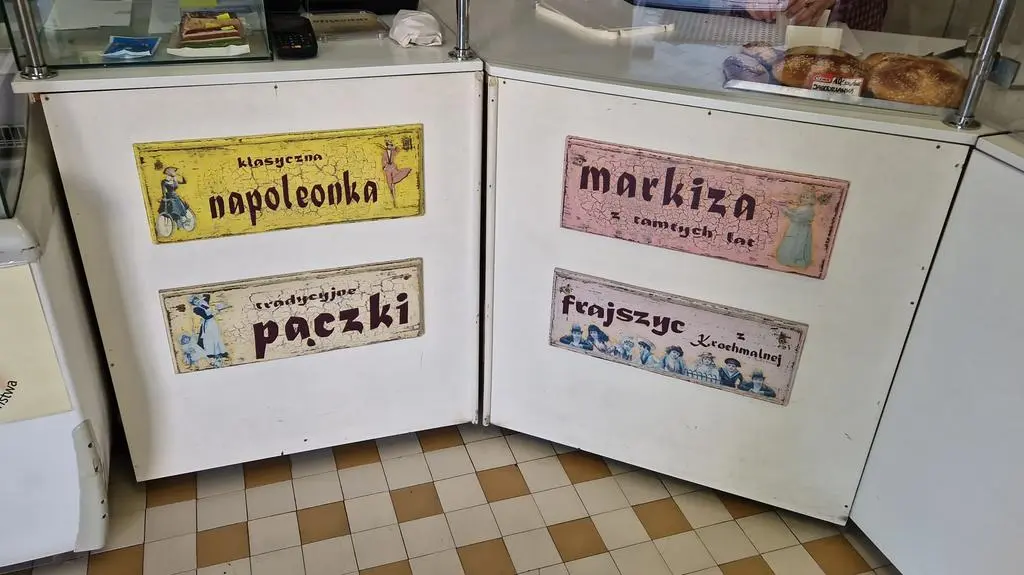 klasyczna
napoleonka
tradycyjne
pączki
markiza
z tamtych lat
frajszyc z
Krochmalnej